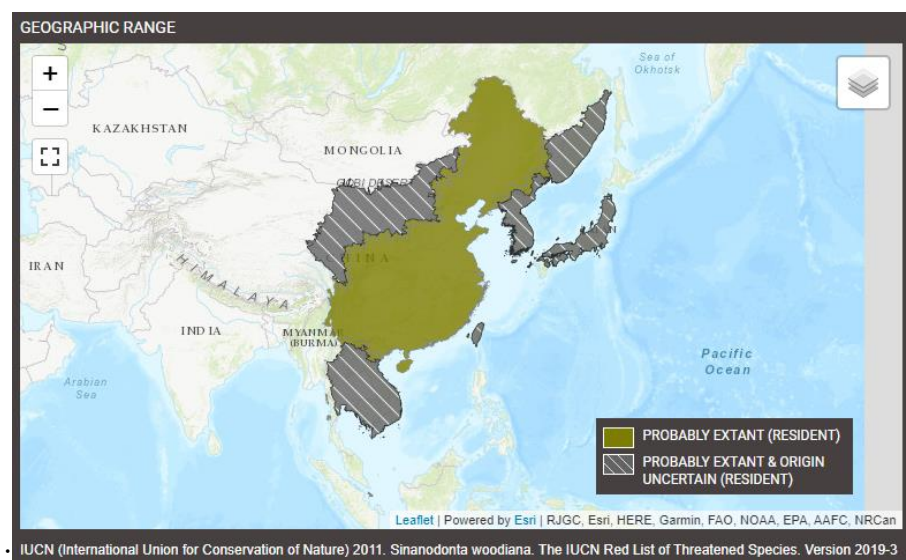 GEOGRAPHIC RANGE
Sea of
Okhotsk
KAZAKHSTAN
MONGOLIA
GOBI DESERT
IRAN
CHINA
HIMALAYA
INDIA
MYANMAR
(BURMA)
Arabian
Sea
Pacific
Ocean
PROBABLY EXTANT (RESIDENT)
PROBABLY EXTANT & ORIGIN
UNCERTAIN (RESIDENT)
Leaflet | Powered by Esri | RJGC, Esri, HERE, Garmin, FAO, NOAA, EPA, AAFC, NRCan
• IUCN (International Union for Conservation of Nature) 2011. Sinanodonta woodiana. The IUCN Red List of Threatened Species. Version 2019-3